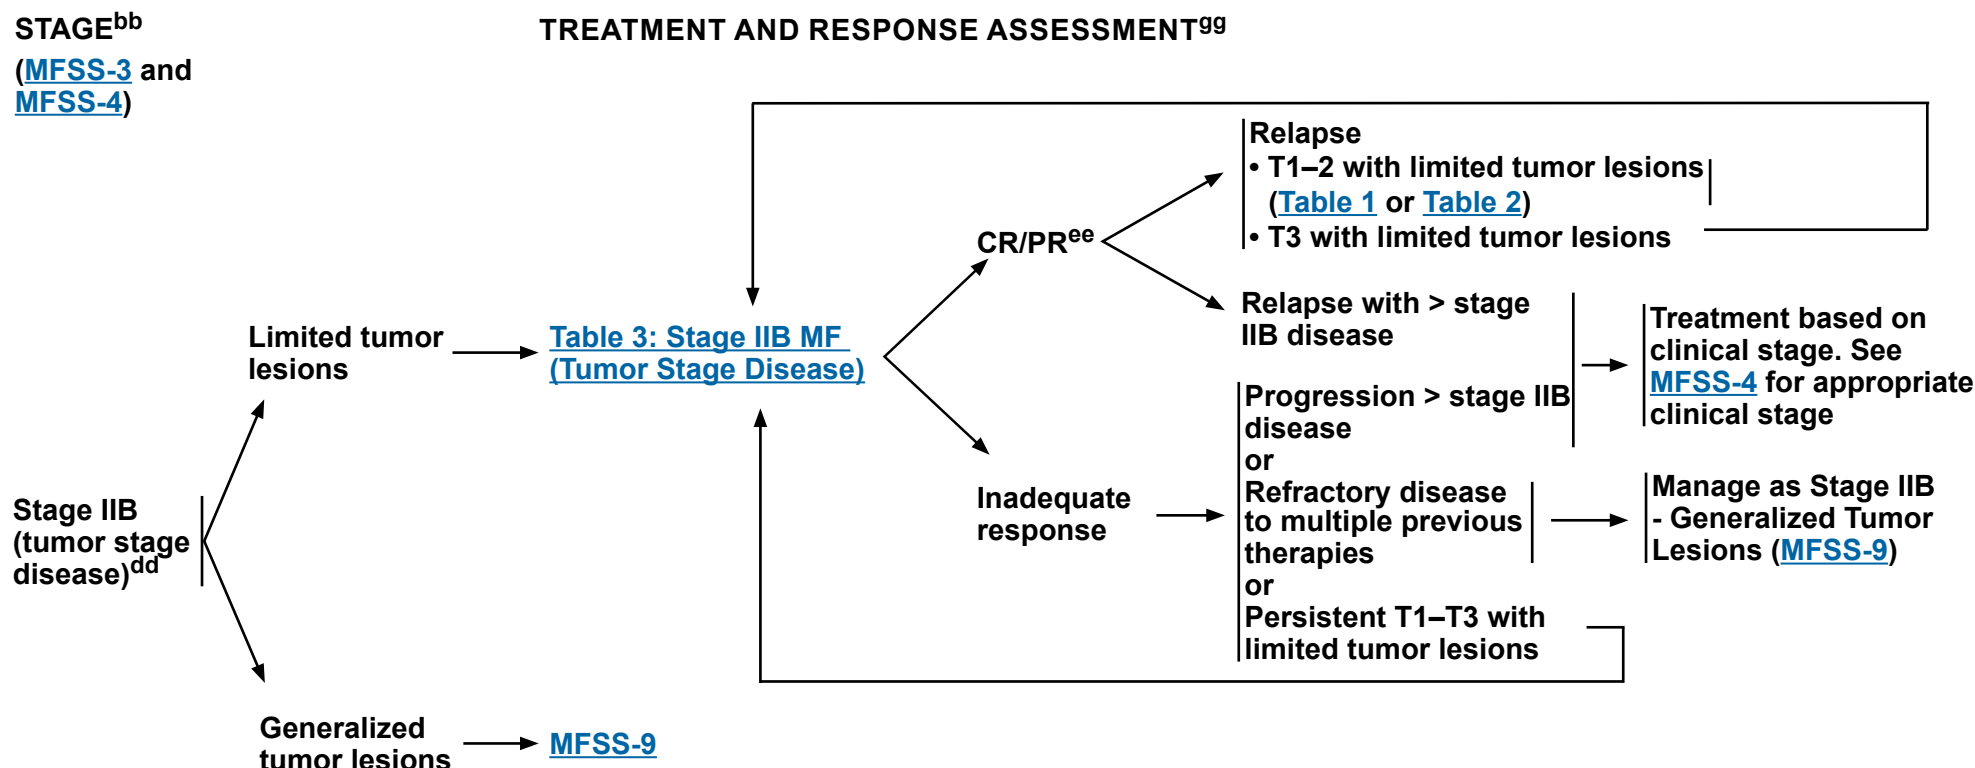 STAGEbb
(MFSS-3 and
MFSS-4)
TREATMENT AND RESPONSE ASSESSMENTgg
Stage IIB
(tumor stage
disease)dd
Limited tumor
lesions
Table 3: Stage IIB MF
(Tumor Stage Disease)
CR/PRee
Relapse
• T1–2 with limited tumor lesions
(Table 1 or Table 2)
• T3 with limited tumor lesions
Relapse with > stage
IIB disease
Treatment based on
clinical stage. See
MFSS-4 for appropriate
clinical stage
Inadequate
response
Progression > stage IIB
disease
or
Refractory disease
to multiple previous
therapies
or
Persistent T1–T3 with
limited tumor lesions
Manage as Stage IIB
- Generalized Tumor
Lesions (MFSS-9)
Generalized
tumor lesions
MFSS-9